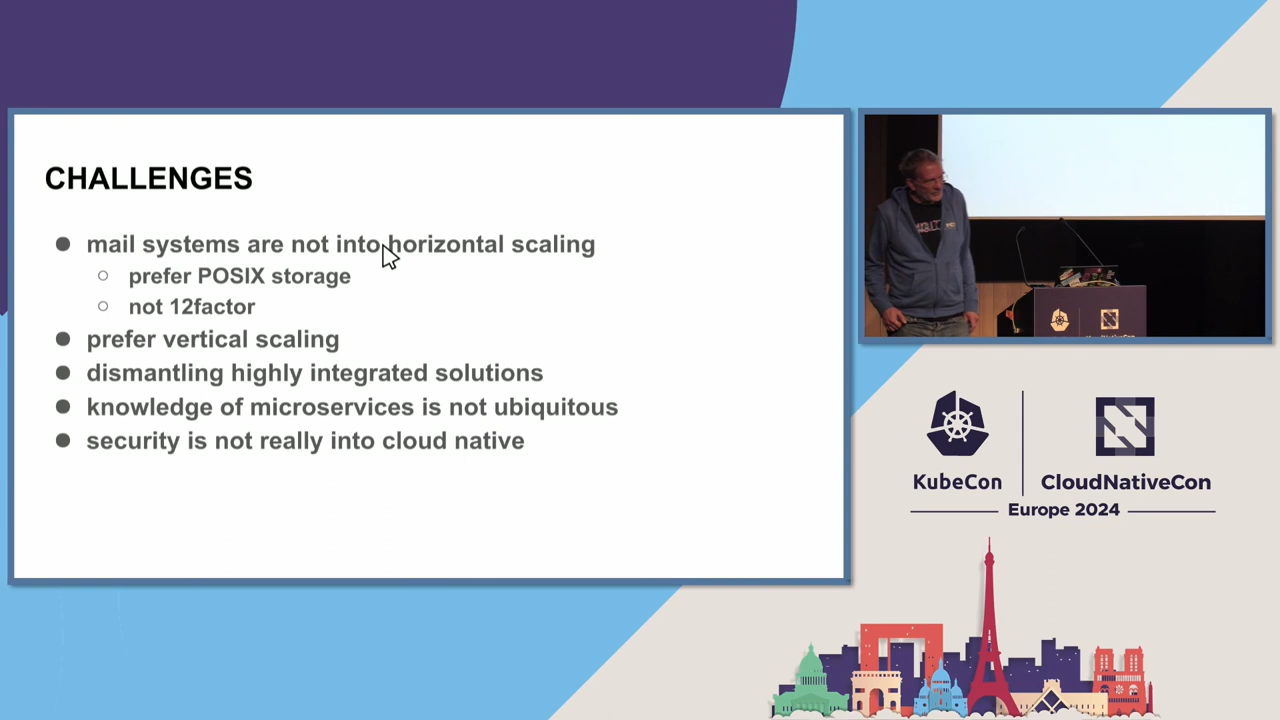 CHALLENGES
mail systems are not into horizontal scaling
prefer POSIX storage
not 12factor
prefer vertical scaling
dismantling highly integrated solutions
knowledge of microservices is not ubiquitous
security is not really into cloud native
KubeCon
CloudNativeCon
Europe 2024